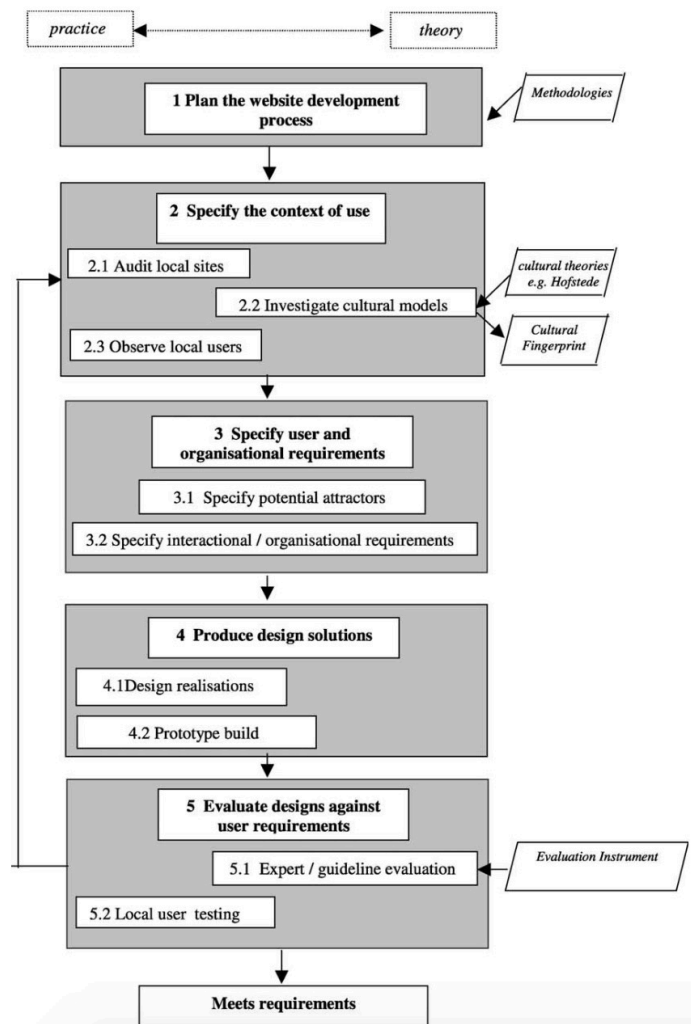 practice
theory
1 Plan the website development
process
Methodologies
2 Specify the context of use
2.1 Audit local sites
cultural theories
e.g. Hofstede
2.2 Investigate cultural models
Cultural
Fingerprint
2.3 Observe local users
3 Specify user and
organisational requirements
3.1 Specify potential attractors
3.2 Specify interactional / organisational requirements
4 Produce design solutions
4.1Design realisations
4.2 Prototype build
5 Evaluate designs against
user requirements
5.1 Expert / guideline evaluation
Evaluation Instrument
5.2 Local user testing
Meets requirements